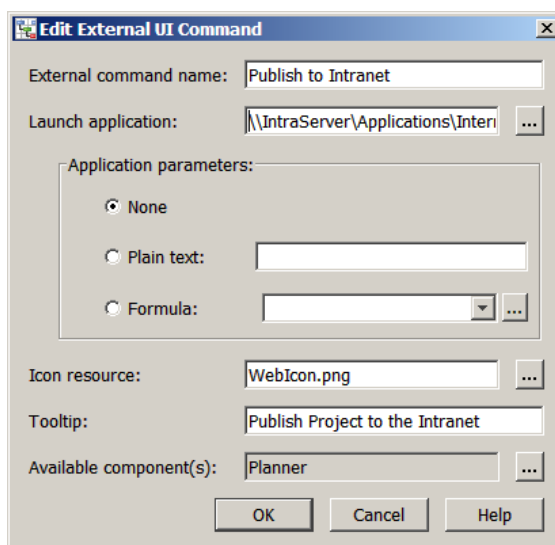 Edit External UI Command
External command name: Publish to Intranet
Launch application: \\IntraServer\Applications\Inter ...
Application parameters:
None
Plain text:
Formula: ...
Icon resource: WebIcon.png ...
Tooltip: Publish Project to the Intranet
Available component(s): Planner ...
OK Cancel Help